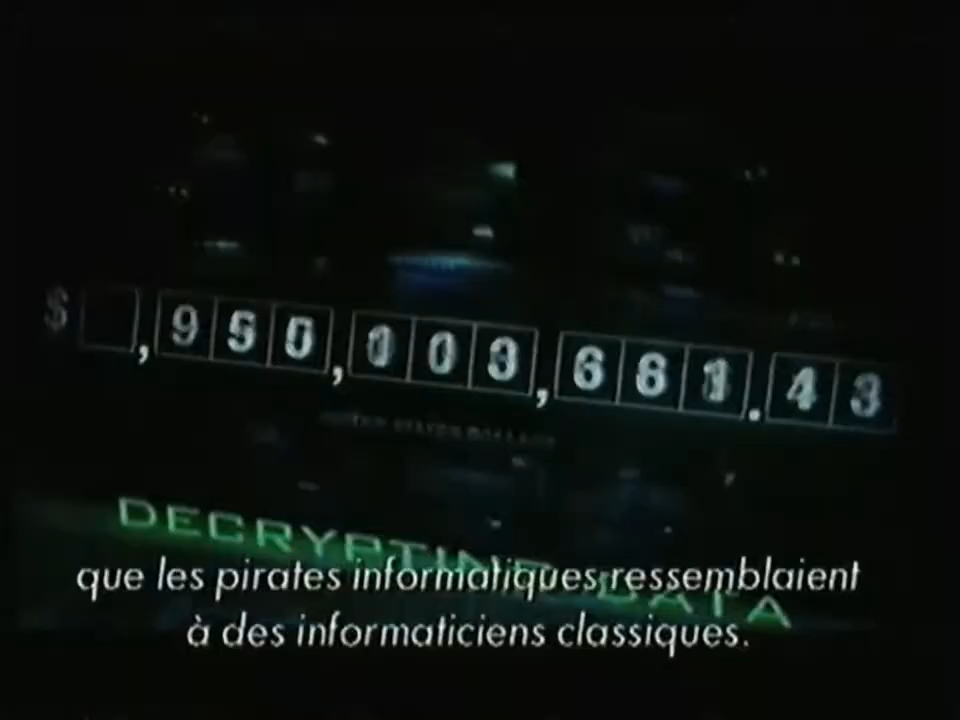 $ ,950,003,661.43
DECRYPTING DATA
que les pirates informatiques ressemblaient
à des informaticiens classiques.